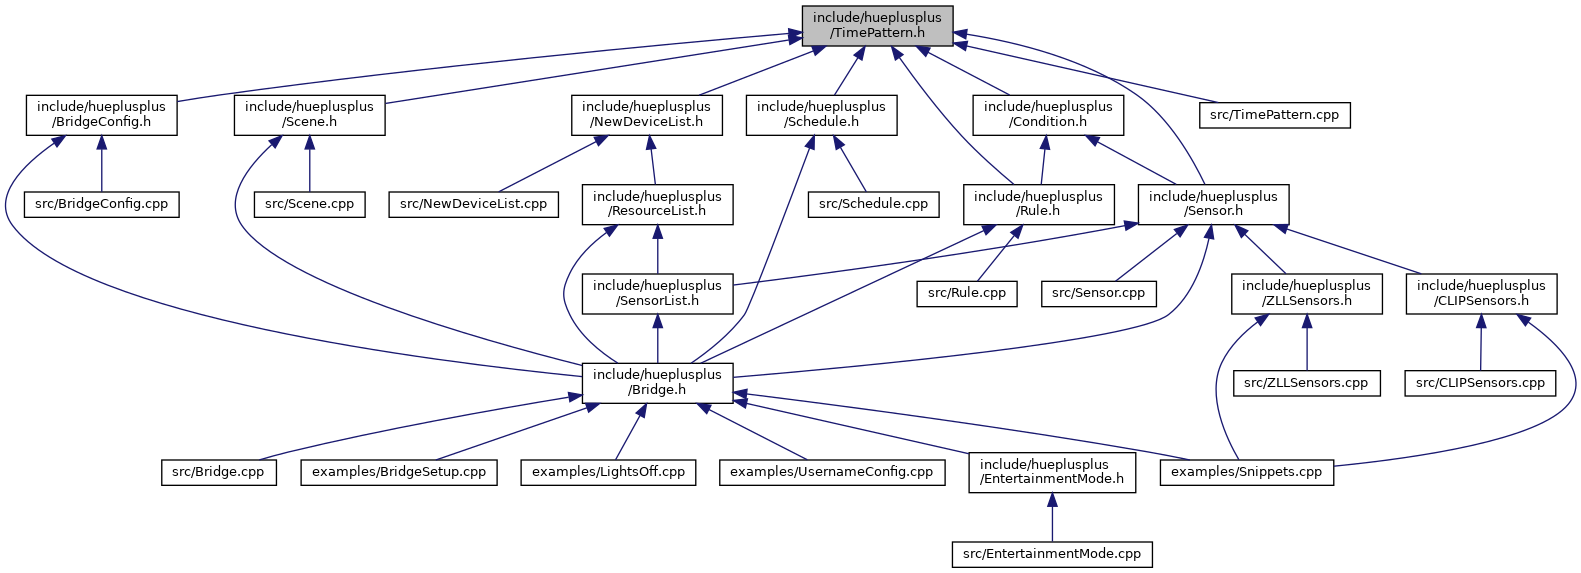 include/hueplusplus
/TimePattern.h
include/hueplusplus
/BridgeConfig.h
include/hueplusplus
/Scene.h
include/hueplusplus
/NewDeviceList.h
include/hueplusplus
/Schedule.h
include/hueplusplus
/Condition.h
src/TimePattern.cpp
src/BridgeConfig.cpp
src/Scene.cpp
src/NewDeviceList.cpp
include/hueplusplus
/ResourceList.h
src/Schedule.cpp
include/hueplusplus
/Rule.h
include/hueplusplus
/Sensor.h
include/hueplusplus
/SensorList.h
src/Rule.cpp
src/Sensor.cpp
include/hueplusplus
/ZLLSensors.h
include/hueplusplus
/CLIPSensors.h
include/hueplusplus
/Bridge.h
src/ZLLSensors.cpp
src/CLIPSensors.cpp
src/Bridge.cpp
examples/BridgeSetup.cpp
examples/LightsOff.cpp
examples/UsernameConfig.cpp
include/hueplusplus
/EntertainmentMode.h
examples/Snippets.cpp
src/EntertainmentMode.cpp